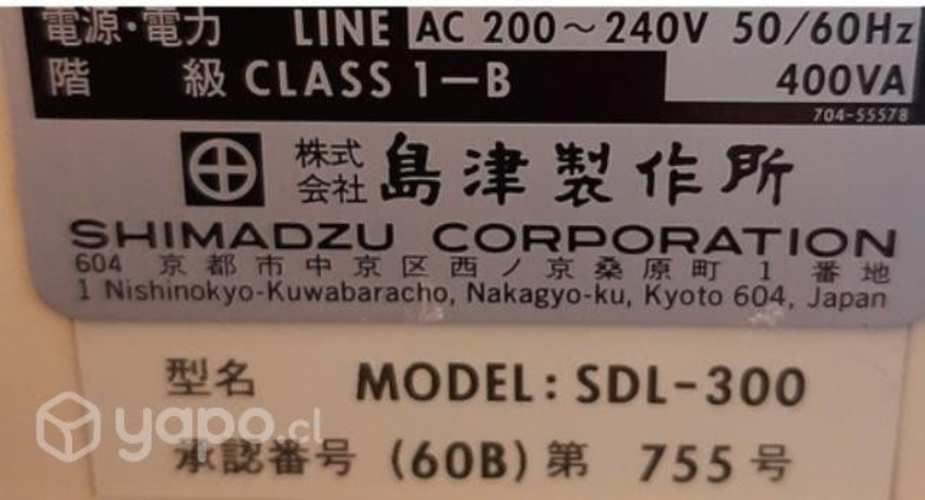 電源・電力 LINE AC 200~240V 50/60Hz
階 級 CLASS 1-B 400VA
704-55578
株式会社 島津製作所
SHIMADZU CORPORATION
604 京都市中京区西ノ京桑原町1番地
1 Nishinokyo-Kuwabaracho, Nakagyo-ku, Kyoto 604, Japan
型名 MODEL: SDL-300
yapo.cl
承認番号 (60B) 第 755 号